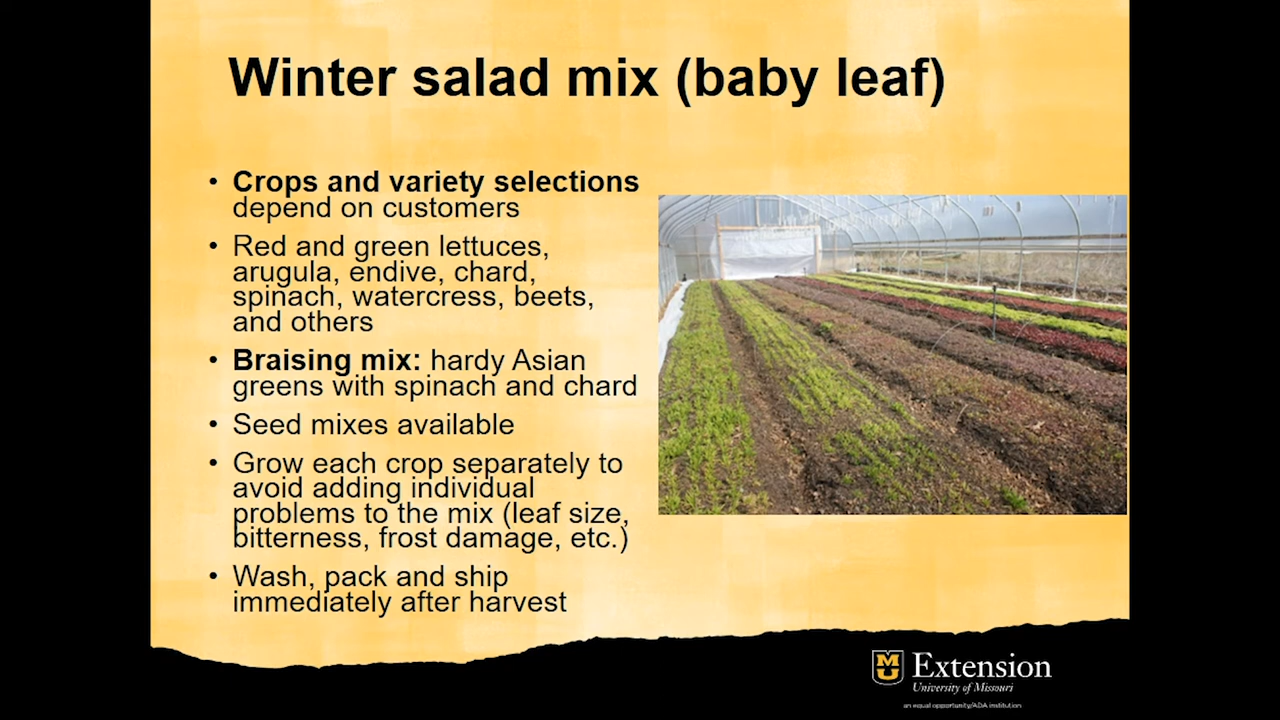 Winter salad mix (baby leaf)
• Crops and variety selections
depend on customers
• Red and green lettuces,
arugula, endive, chard,
spinach, watercress, beets,
and others
• Braising mix: hardy Asian
greens with spinach and chard
• Seed mixes available
• Grow each crop separately to
avoid adding individual
problems to the mix (leaf size,
bitterness, frost damage, etc.)
• Wash, pack and ship
immediately after harvest
MU
Extension
University of Missouri
an equal opportunity/ADA institution